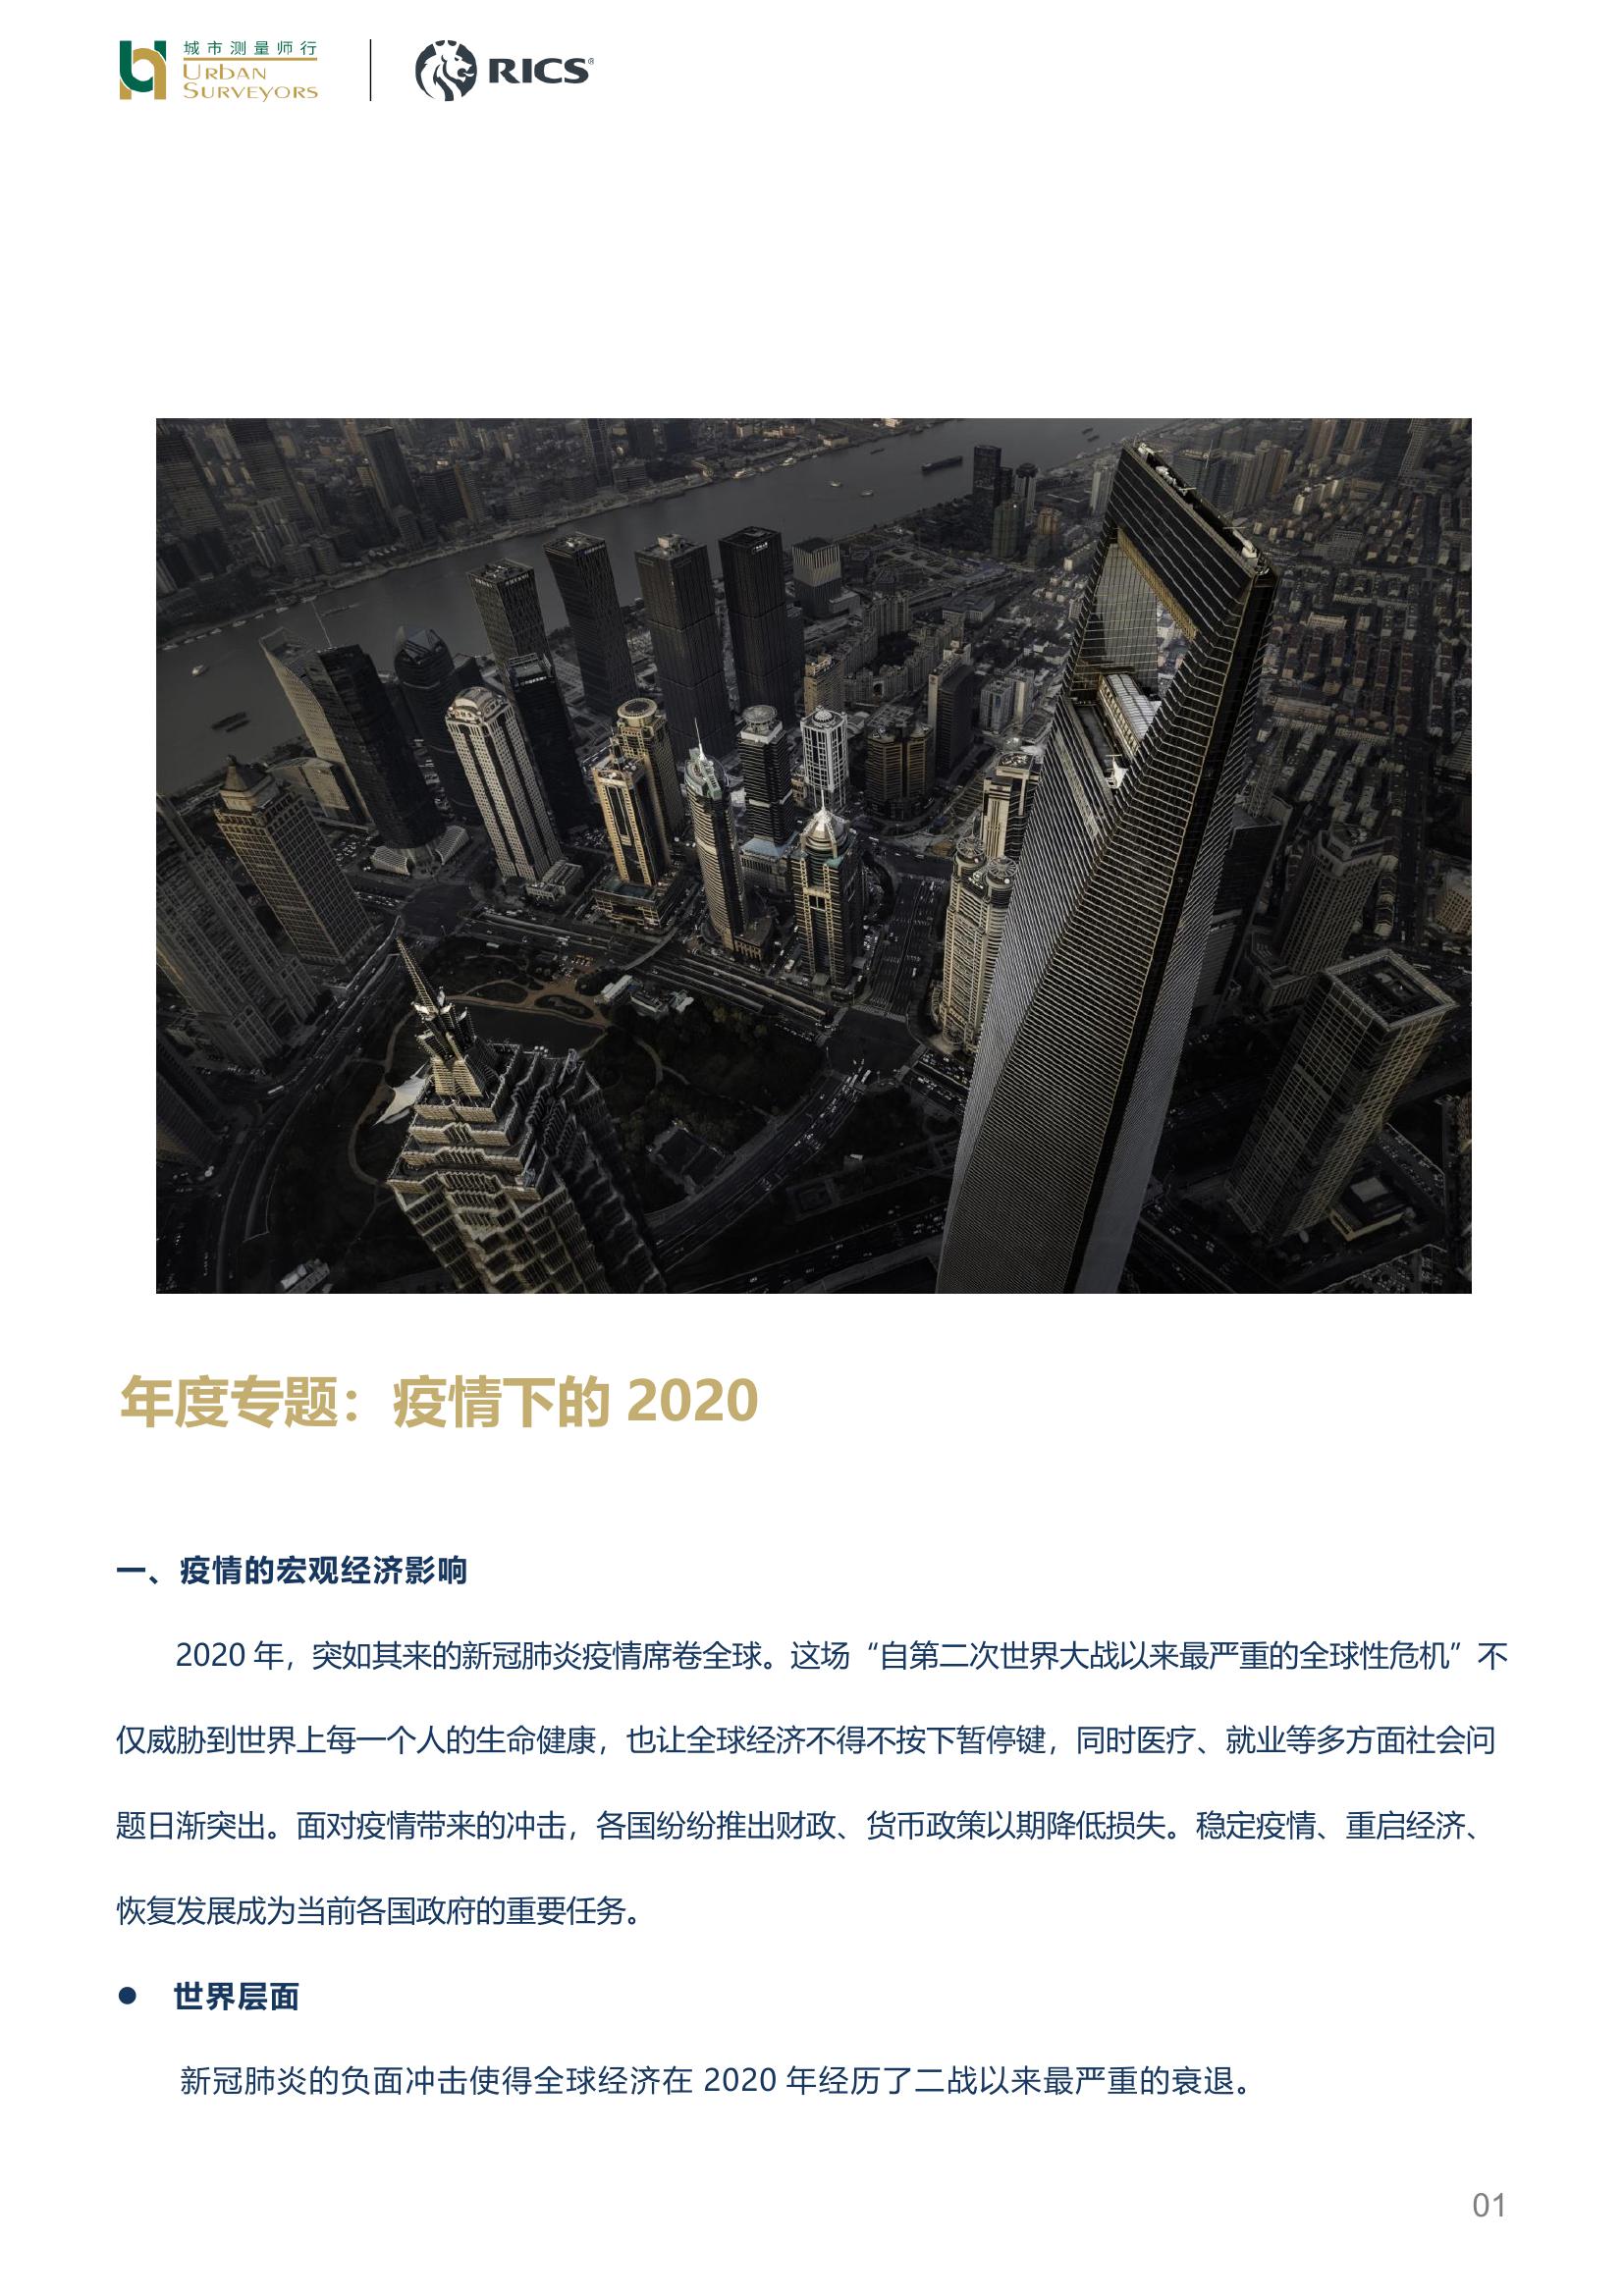 城市测量师行
URBAN
SURVEYORS
RICS®
年度专题：疫情下的 2020
一、疫情的宏观经济影响
2020 年，突如其来的新冠肺炎疫情席卷全球。这场“自第二次世界大战以来最严重的全球性危机”不
仅威胁到世界上每一个人的生命健康，也让全球经济不得不按下暂停键，同时医疗、就业等多方面社会问
题日渐突出。面对疫情带来的冲击，各国纷纷推出财政、货币政策以期降低损失。稳定疫情、重启经济、
恢复发展成为当前各国政府的重要任务。
● 世界层面
新冠肺炎的负面冲击使得全球经济在 2020 年经历了二战以来最严重的衰退。
01